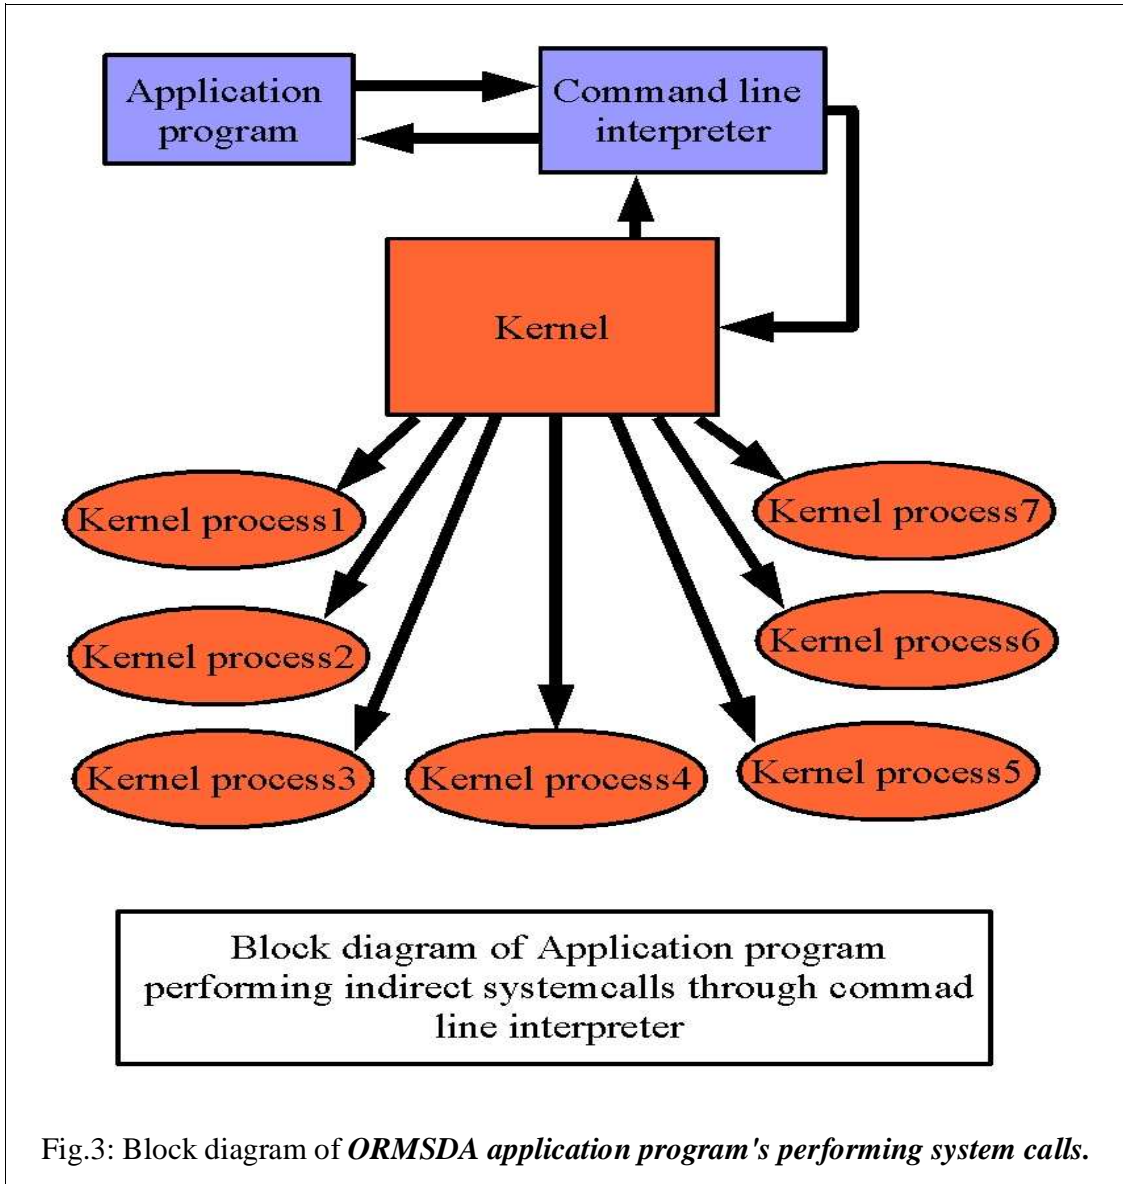 Application
program
Command line
interpreter
Kernel
Kernel process1
Kernel process7
Kernel process2
Kernel process6
Kernel process3
Kernel process4
Kernel process5
Block diagram of Application program
performing indirect systemcalls through commad
line interpreter
Fig.3: Block diagram of ORMSDA application program's performing system calls.